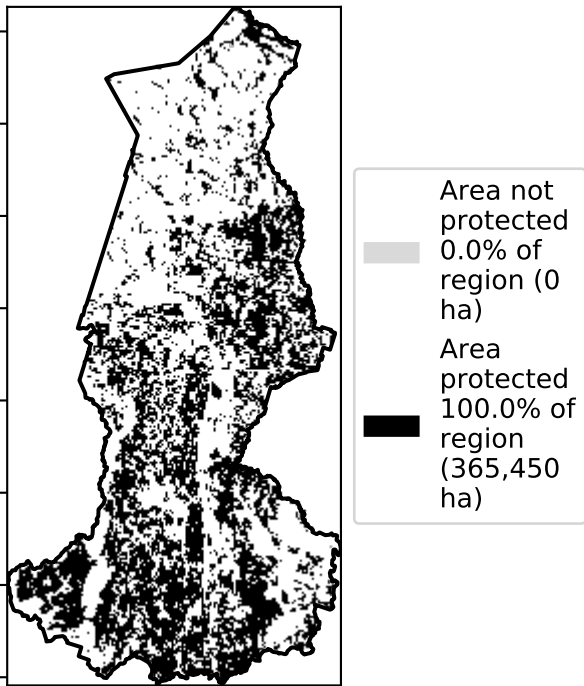 Area not
protected
0.0% of
region (0
ha)
Area
protected
100.0% of
region
(365,450
ha)